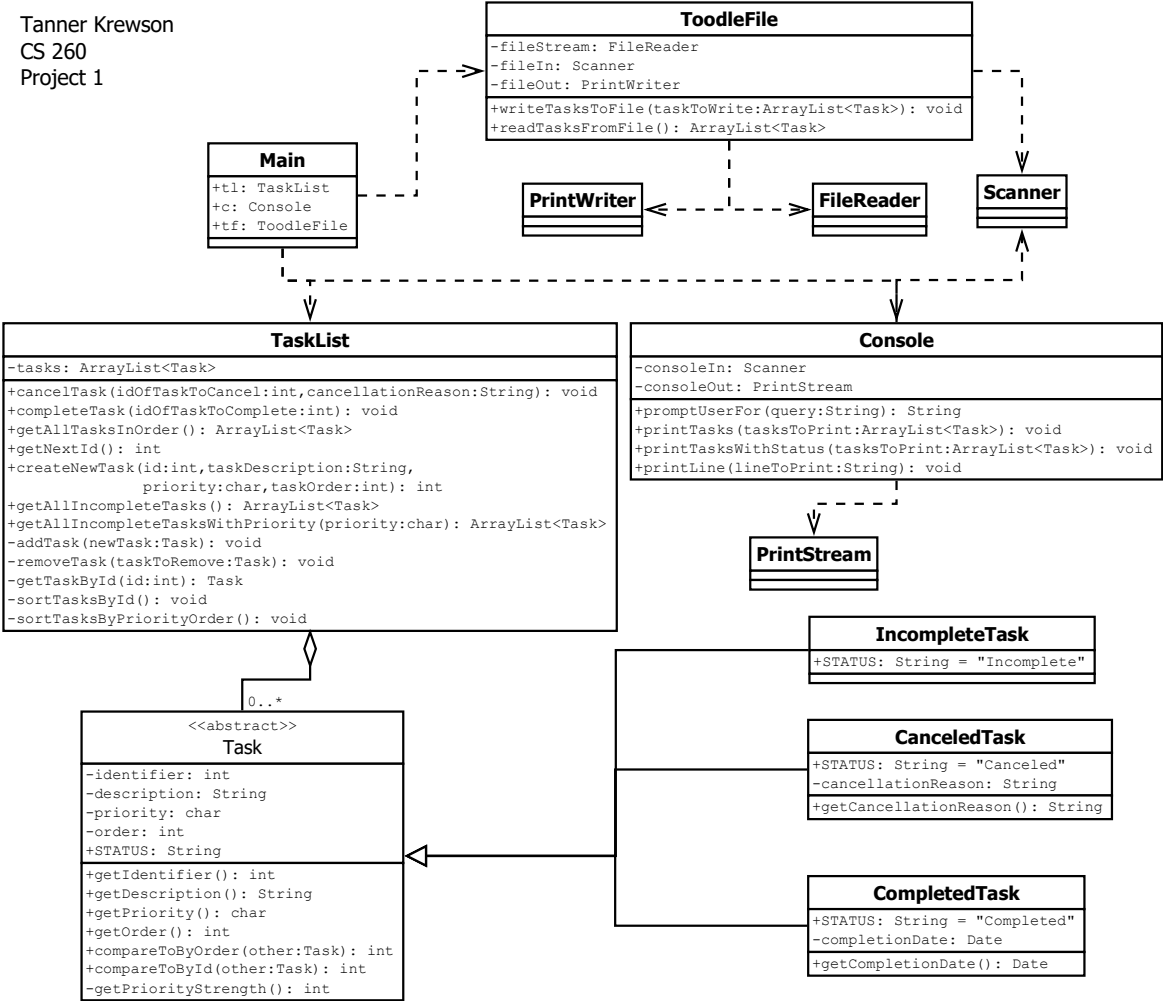 Tanner Krewson
CS 260
Project 1
ToodleFile
-fileStream: FileReader
-fileIn: Scanner
-fileOut: PrintWriter
+writeTasksToFile(taskToWrite:ArrayList<Task>): void
+readTasksFromFile(): ArrayList<Task>
Main
+tl: TaskList
+c: Console
+tf: ToodleFile
PrintWriter
FileReader
Scanner
TaskList
-tasks: ArrayList<Task>
+cancelTask(idOfTaskToCancel:int,cancellationReason:String): void
+completeTask(idOfTaskToComplete:int): void
+getAllTasksInOrder(): ArrayList<Task>
+getNextId(): int
+createNewTask(id:int,taskDescription:String,
priority:char,taskOrder:int): int
+getAllIncompleteTasks(): ArrayList<Task>
+getAllIncompleteTasksWithPriority(priority:char): ArrayList<Task>
-addTask(newTask:Task): void
-removeTask(taskToRemove:Task): void
-getTaskById(id:int): Task
-sortTasksById(): void
-sortTasksByPriorityOrder(): void
Console
-consoleIn: Scanner
-consoleOut: PrintStream
+promptUserFor(query:String): String
+printTasks(tasksToPrint:ArrayList<Task>): void
+printTasksWithStatus(tasksToPrint:ArrayList<Task>): void
+printLine(lineToPrint:String): void
PrintStream
0..*
<<abstract>>
Task
-identifier: int
-description: String
-priority: char
-order: int
+STATUS: String
+getIdentifier(): int
+getDescription(): String
+getPriority(): char
+getOrder(): int
+compareToByOrder(other:Task): int
+compareToById(other:Task): int
-getPriorityStrength(): int
IncompleteTask
+STATUS: String = "Incomplete"
CanceledTask
+STATUS: String = "Canceled"
-cancellationReason: String
+getCancellationReason(): String
CompletedTask
+STATUS: String = "Completed"
-completionDate: Date
+getCompletionDate(): Date